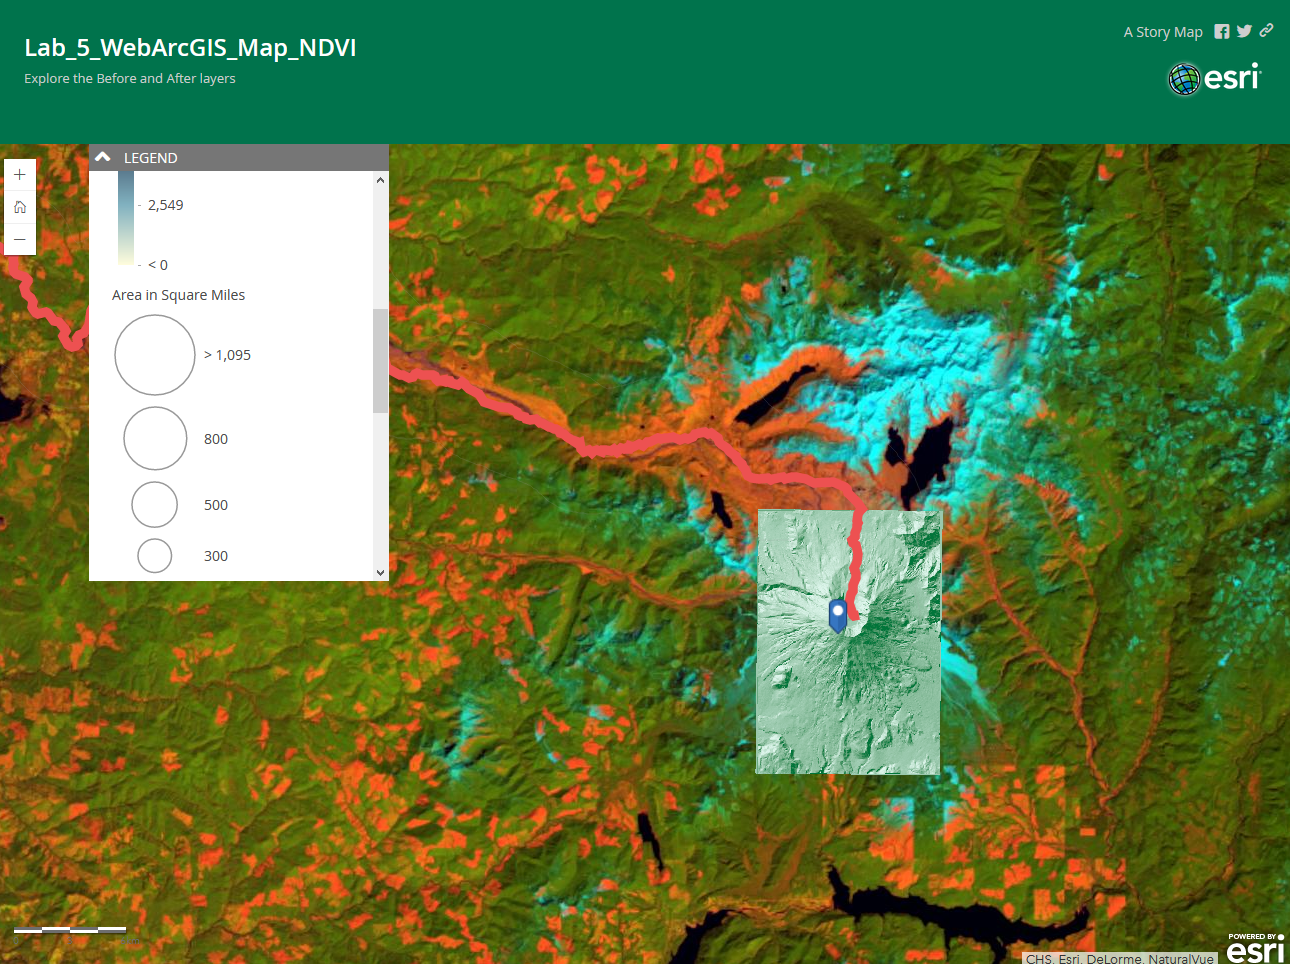 Lab_5_WebArcGIS_Map_NDVI
Explore the Before and After layers
A Story Map
esri
LEGEND
2,549
< 0
Area in Square Miles
> 1,095
800
500
300
POWERED BY
esri
CHS, Esri, DeLorme, NaturalVue